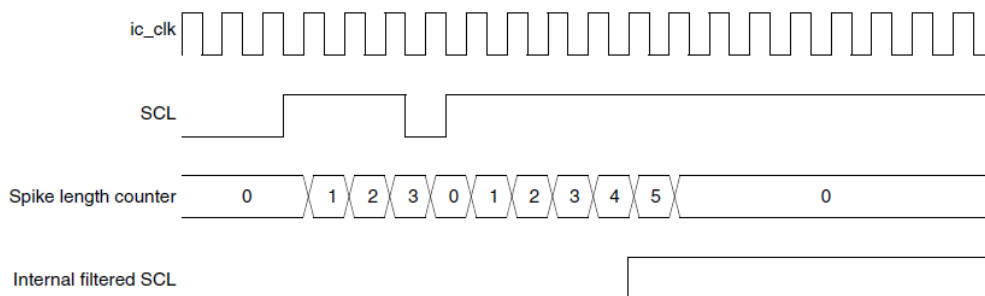 ic_clk
SCL
Spike length counter 0 1 2 3 0 1 2 3 4 5 0
Internal filtered SCL